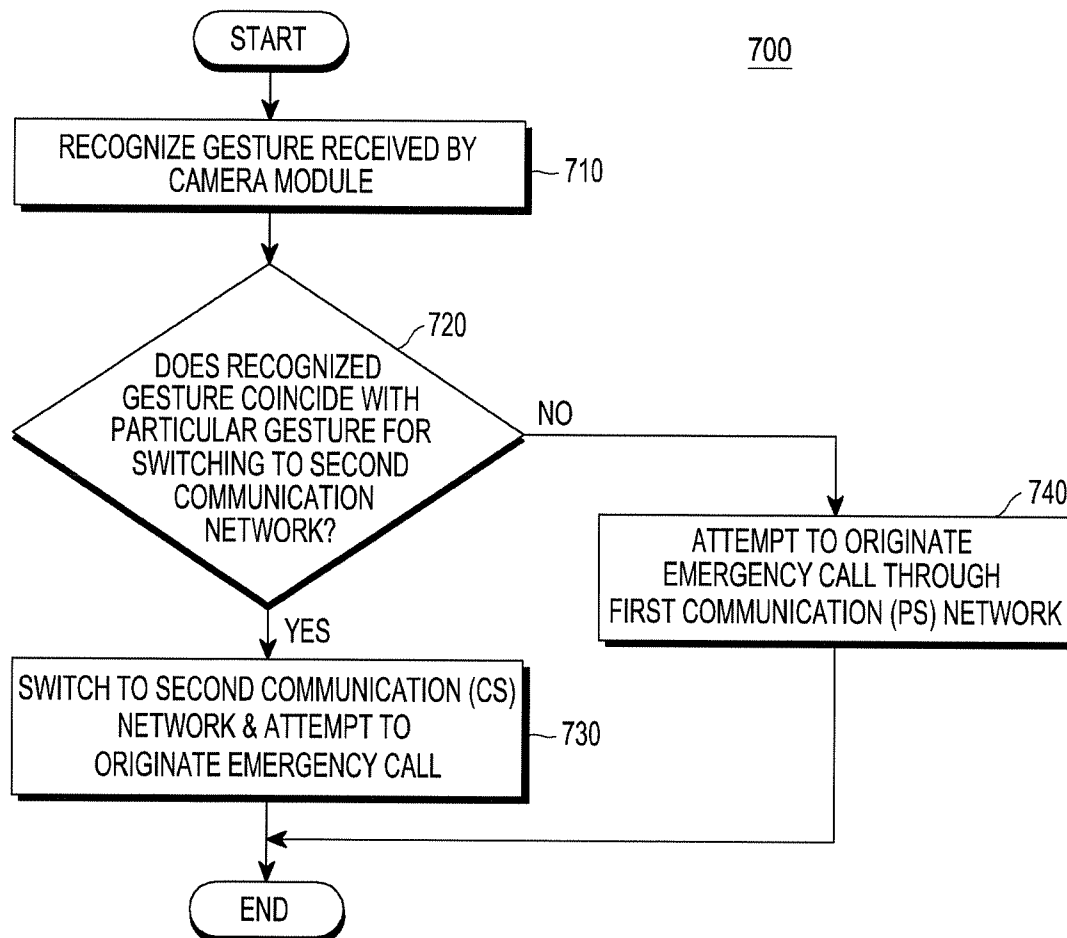 START
700
RECOGNIZE GESTURE RECEIVED BY
CAMERA MODULE
710
720
DOES RECOGNIZED
GESTURE COINCIDE WITH
PARTICULAR GESTURE FOR
SWITCHING TO SECOND
COMMUNICATION
NETWORK?
NO
740
ATTEMPT TO ORIGINATE
EMERGENCY CALL THROUGH
FIRST COMMUNICATION (PS) NETWORK
YES
SWITCH TO SECOND COMMUNICATION (CS)
NETWORK & ATTEMPT TO
ORIGINATE EMERGENCY CALL
730
END